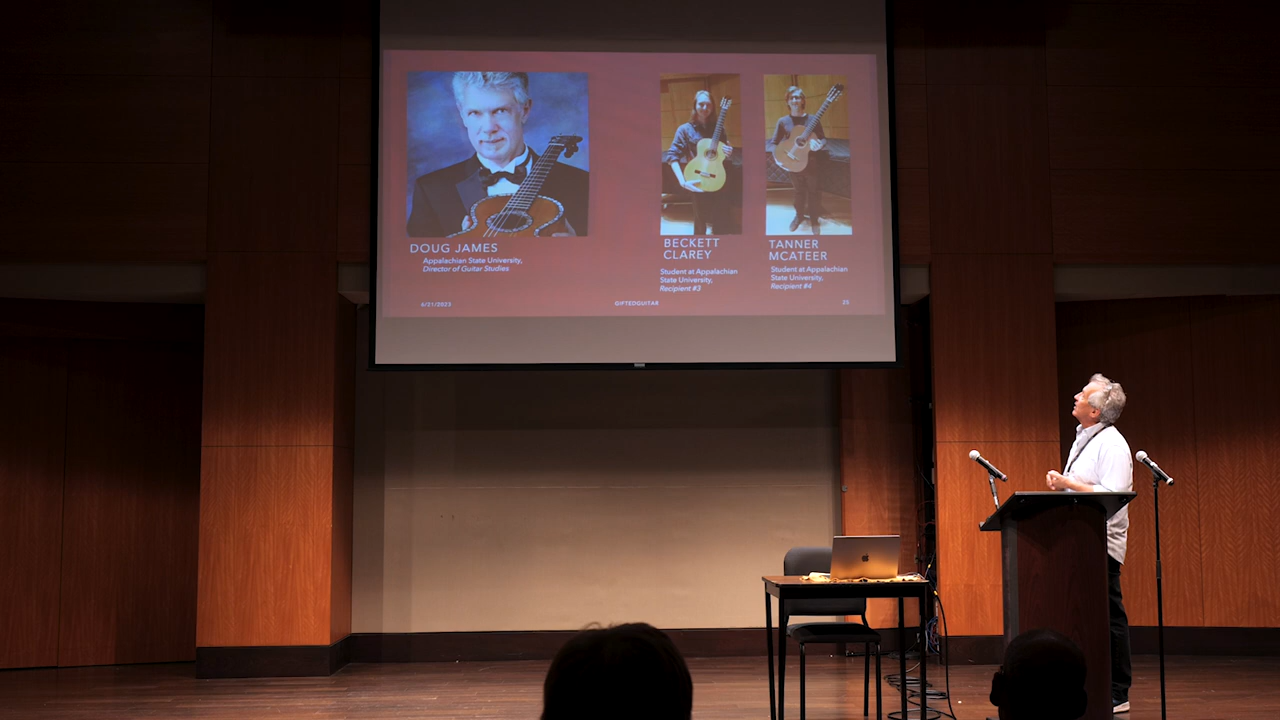 DOUG JAMES
Appalachian State University,
Director of Guitar Studies
BECKETT
CLAREY
Student at Appalachian
State University,
Recipient #3
TANNER
MCATEER
Student at Appalachian
State University,
Recipient #4
6/21/2023
GIFTEDGUITAR
25